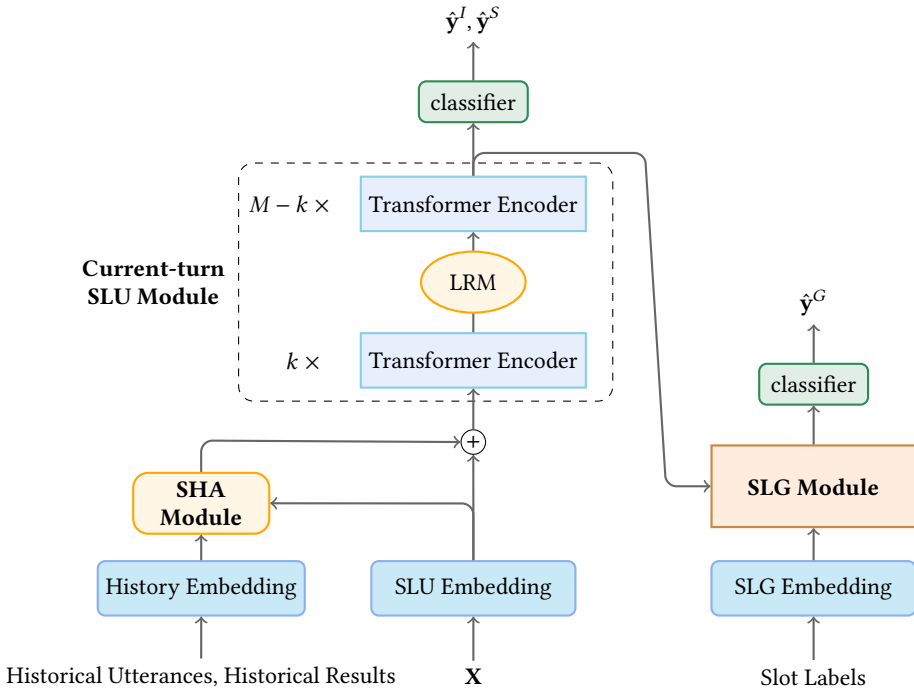 ŷ^I, ŷ^S
classifier
M − k ×
Transformer Encoder
Current-turn
SLU Module
LRM
k ×
Transformer Encoder
ŷ^G
classifier
+
SHA
Module
SLG Module
History Embedding
SLU Embedding
SLG Embedding
Historical Utterances, Historical Results
X
Slot Labels